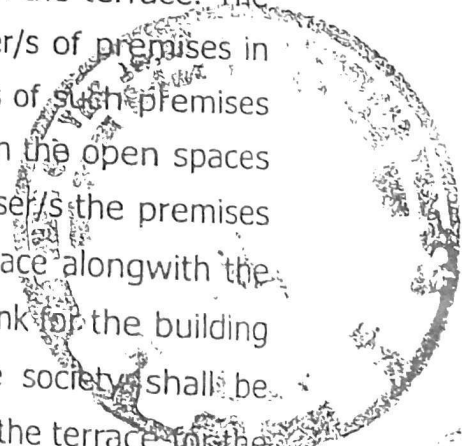 the terrace. The
er/s of premises in
s of such premises
n the open spaces
ser/s the premises
ace alongwith the
nk for the building
e society shall be
the terrace for the